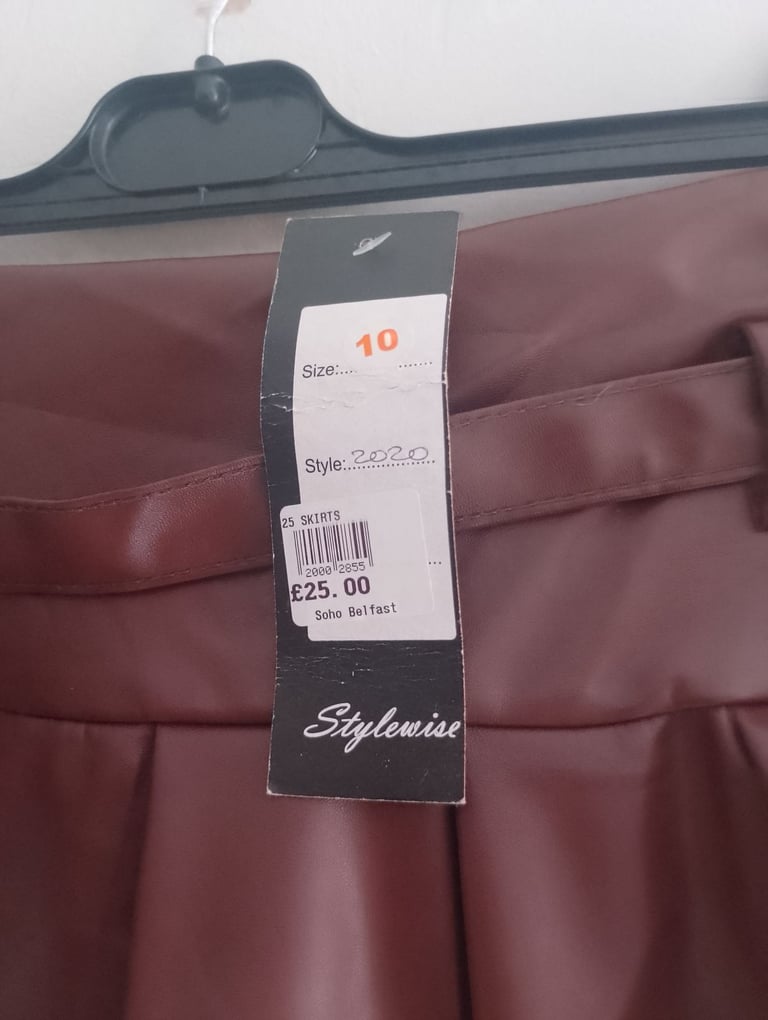 10
Size:... .......
Style:2020
25 SKIRTS
2000 2855
£25.00
Soho Belfast
Stylewise